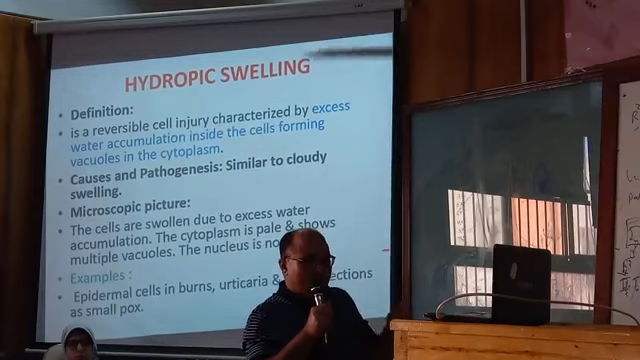 HYDROPIC SWELLING
• Definition:
• is a reversible cell injury characterized by excess
water accumulation inside the cells forming
vacuoles in the cytoplasm.
• Causes and Pathogenesis: Similar to cloudy
swelling.
• Microscopic picture:
• The cells are swollen due to excess water
accumulation. The cytoplasm is pale & shows
multiple vacuoles. The nucleus is
• Examples :
• Epidermal cells in burns, urticaria &
as small pox.